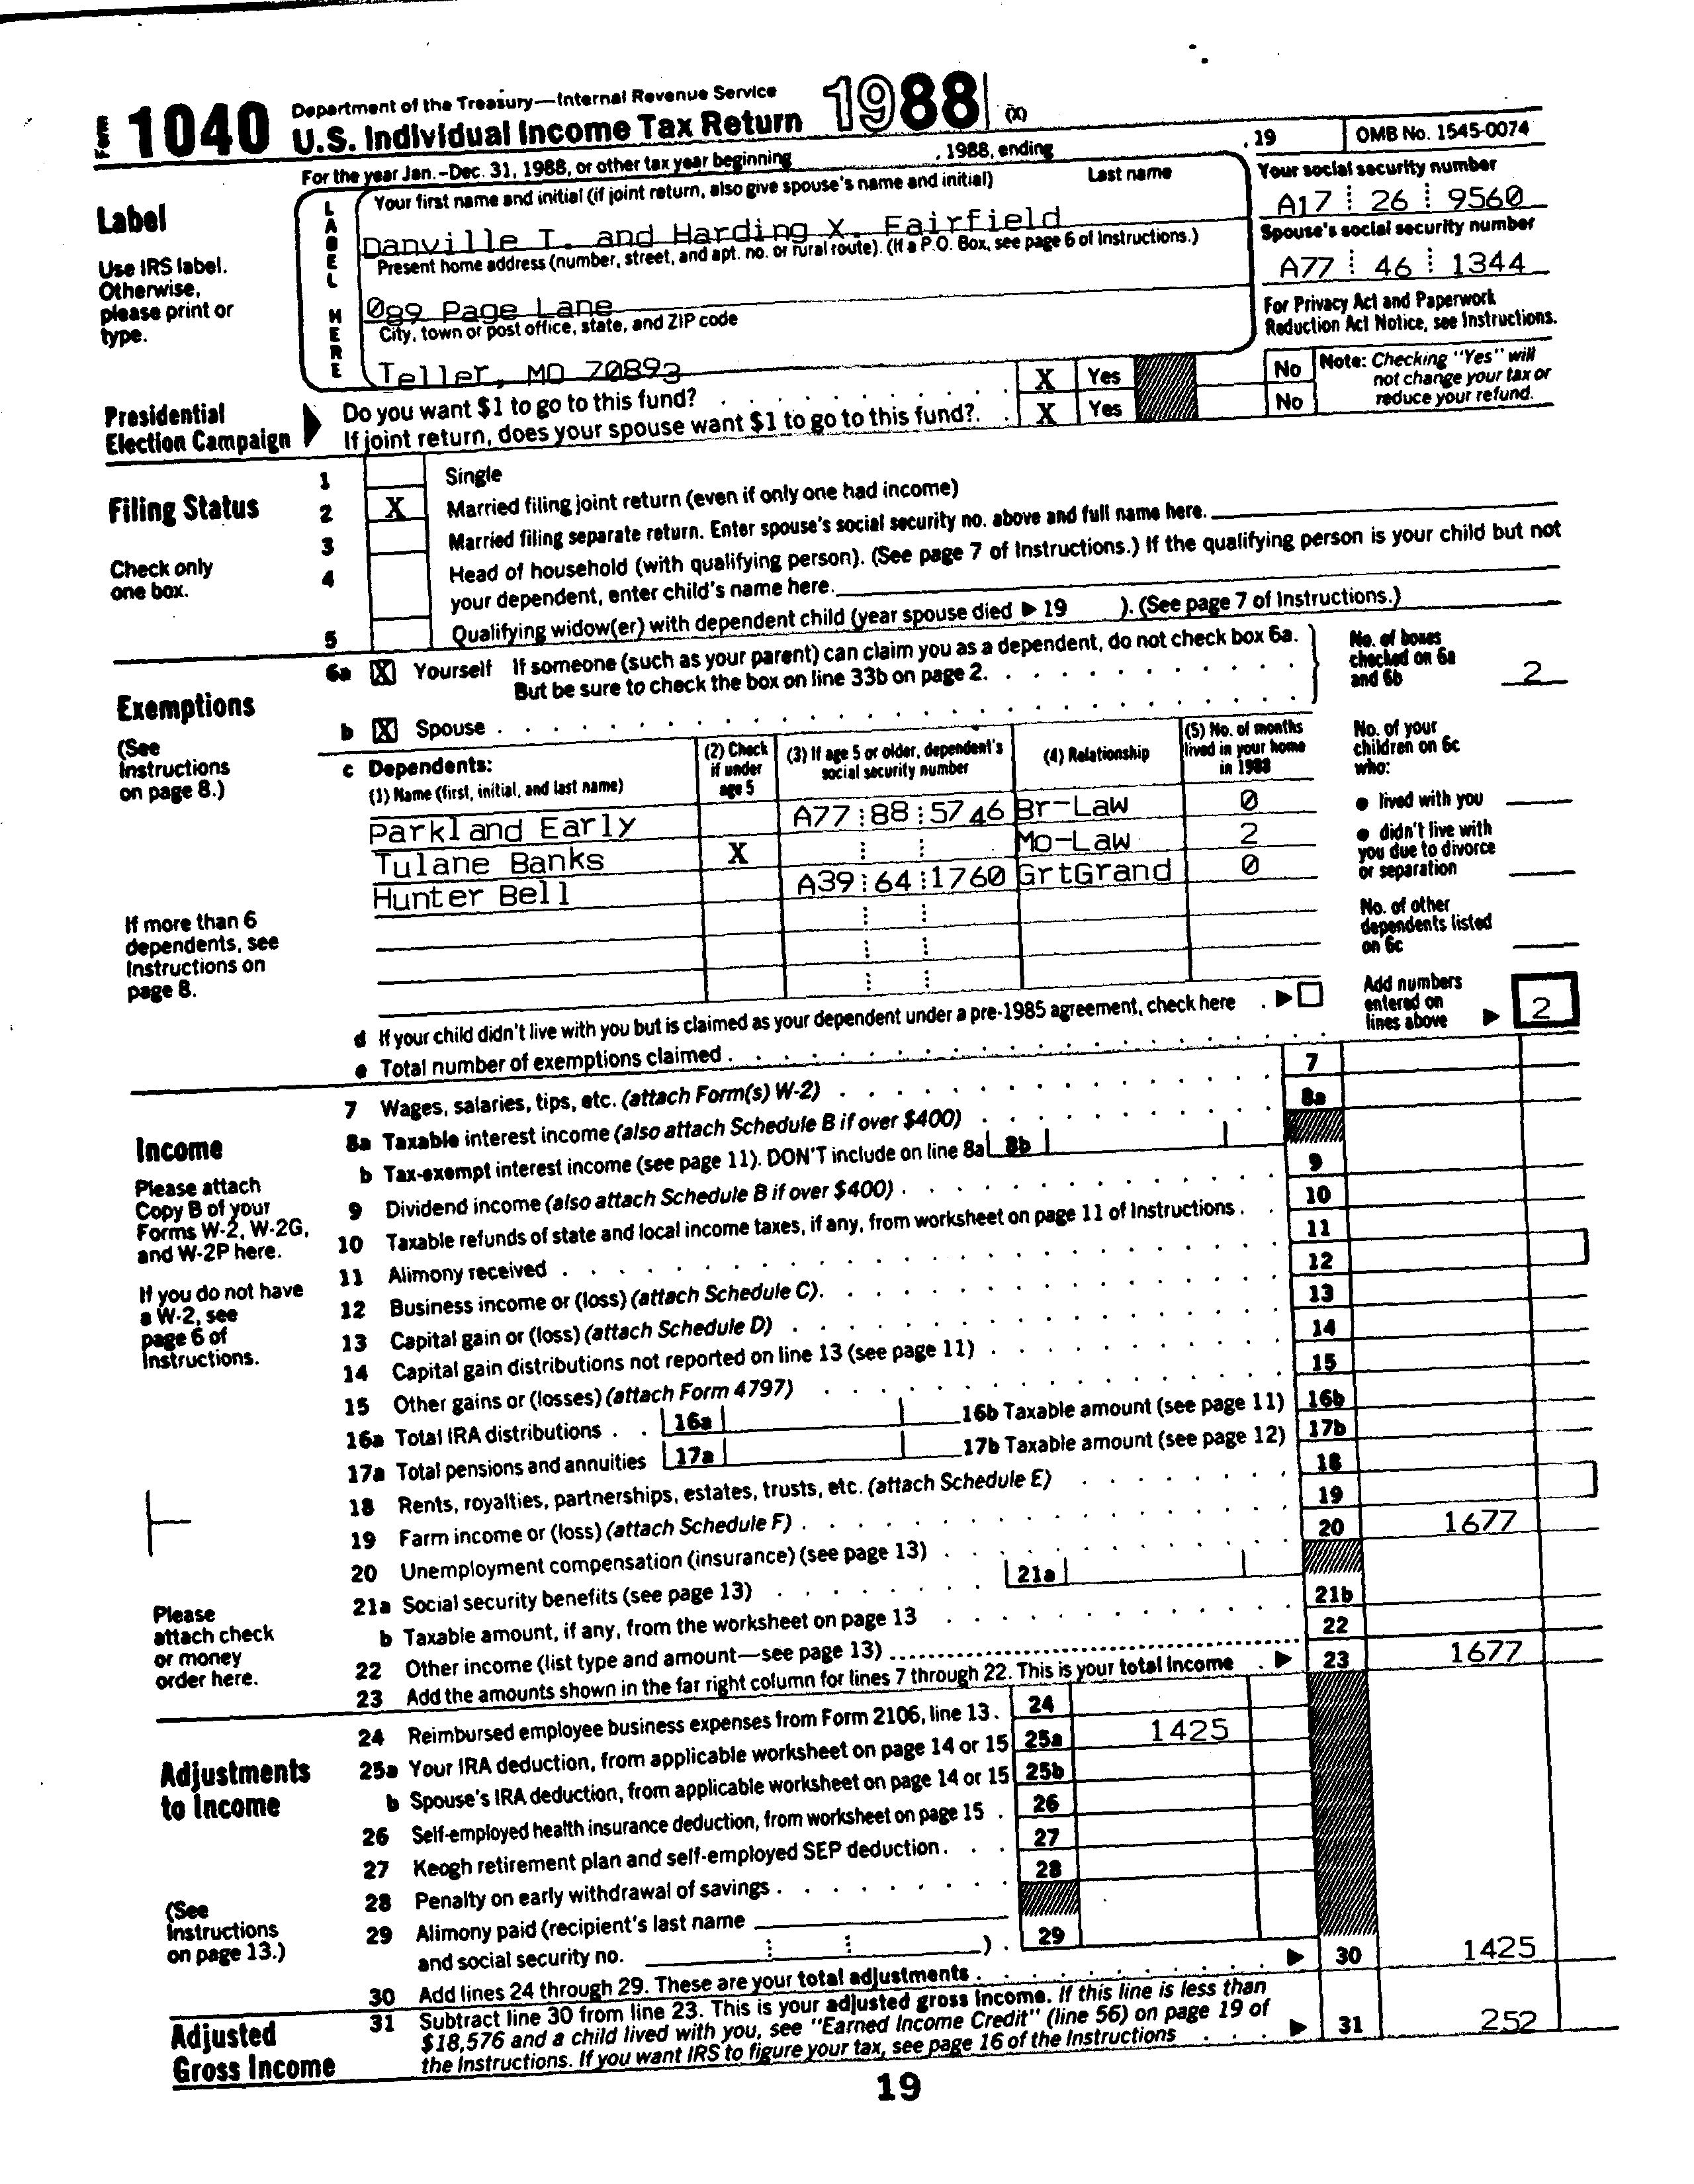 Form 1040 Department of the Treasury—Internal Revenue Service
U.S. Individual Income Tax Return 1988 (X)
For the year Jan.-Dec. 31, 1988, or other tax year beginning , 1988, ending , 19 OMB No. 1545-0074
Label
Use IRS label.
Otherwise,
please print or
type.
LABEL HERE
Your first name and initial (if joint return, also give spouse's name and initial) Last name
Danville T. and Harding X. Fairfield
Present home address (number, street, and apt. no. or rural route). (If a P.O. Box, see page 6 of Instructions.)
089 Page Lane
City, town or post office, state, and ZIP code
Teller, MO 70893
Your social security number
A17 26 9560
Spouse's social security number
A77 46 1344
For Privacy Act and Paperwork
Reduction Act Notice, see Instructions.
Presidential
Election Campaign
Do you want $1 to go to this fund? X Yes No
If joint return, does your spouse want $1 to go to this fund? X Yes No
Note: Checking "Yes" will
not change your tax or
reduce your refund.
Filing Status
Check only
one box.
1 Single
2 X Married filing joint return (even if only one had income)
3 Married filing separate return. Enter spouse's social security no. above and full name here.
4 Head of household (with qualifying person). (See page 7 of Instructions.) If the qualifying person is your child but not
your dependent, enter child's name here.
5 Qualifying widow(er) with dependent child (year spouse died ▶ 19 ). (See page 7 of Instructions.)
Exemptions
(See
Instructions
on page 8.)
6a X Yourself If someone (such as your parent) can claim you as a dependent, do not check box 6a.
But be sure to check the box on line 33b on page 2.
b X Spouse
No. of boxes
checked on 6a
and 6b 2
c Dependents:
(1) Name (first, initial, and last name)
(2) Check
if under
age 5
(3) If age 5 or older, dependent's
social security number
(4) Relationship
(5) No. of months
lived in your home
in 1988
Parkland Early A77 88 5746 Br-Law 0
Tulane Banks X Mo-Law 2
Hunter Bell A39 64 1760 GrtGrand 0
No. of your
children on 6c
who:
● lived with you
● didn't live with
you due to divorce
or separation
No. of other
dependents listed
on 6c
If more than 6
dependents, see
Instructions on
page 8.
d If your child didn't live with you but is claimed as your dependent under a pre-1985 agreement, check here ▶
e Total number of exemptions claimed
Add numbers
entered on
lines above ▶ 2
Income
Please attach
Copy B of your
Forms W-2, W-2G,
and W-2P here.
If you do not have
a W-2, see
page 6 of
Instructions.
Please
attach check
or money
order here.
7 Wages, salaries, tips, etc. (attach Form(s) W-2) 7
8a Taxable interest income (also attach Schedule B if over $400) 8a
b Tax-exempt interest income (see page 11). DON'T include on line 8a 8b
9 Dividend income (also attach Schedule B if over $400) 9
10 Taxable refunds of state and local income taxes, if any, from worksheet on page 11 of Instructions 10
11 Alimony received 11
12 Business income or (loss) (attach Schedule C) 12
13 Capital gain or (loss) (attach Schedule D) 13
14 Capital gain distributions not reported on line 13 (see page 11) 14
15 Other gains or (losses) (attach Form 4797) 15
16a Total IRA distributions 16a 16b Taxable amount (see page 11) 16b
17a Total pensions and annuities 17a 17b Taxable amount (see page 12) 17b
18 Rents, royalties, partnerships, estates, trusts, etc. (attach Schedule E) 18
19 Farm income or (loss) (attach Schedule F) 19
20 Unemployment compensation (insurance) (see page 13) 20 1677
21a Social security benefits (see page 13) 21a
b Taxable amount, if any, from the worksheet on page 13 21b
22 Other income (list type and amount—see page 13) 22
23 Add the amounts shown in the far right column for lines 7 through 22. This is your total income ▶ 23 1677
Adjustments
to Income
(See
Instructions
on page 13.)
24 Reimbursed employee business expenses from Form 2106, line 13. 24
25a Your IRA deduction, from applicable worksheet on page 14 or 15 25a 1425
b Spouse's IRA deduction, from applicable worksheet on page 14 or 15 25b
26 Self-employed health insurance deduction, from worksheet on page 15 26
27 Keogh retirement plan and self-employed SEP deduction 27
28 Penalty on early withdrawal of savings 28
29 Alimony paid (recipient's last name
and social security no. ) 29
30 Add lines 24 through 29. These are your total adjustments ▶ 30 1425
Adjusted
Gross Income
31 Subtract line 30 from line 23. This is your adjusted gross income. If this line is less than
$18,576 and a child lived with you, see "Earned Income Credit" (line 56) on page 19 of
the Instructions. If you want IRS to figure your tax, see page 16 of the Instructions ▶ 31 252
19